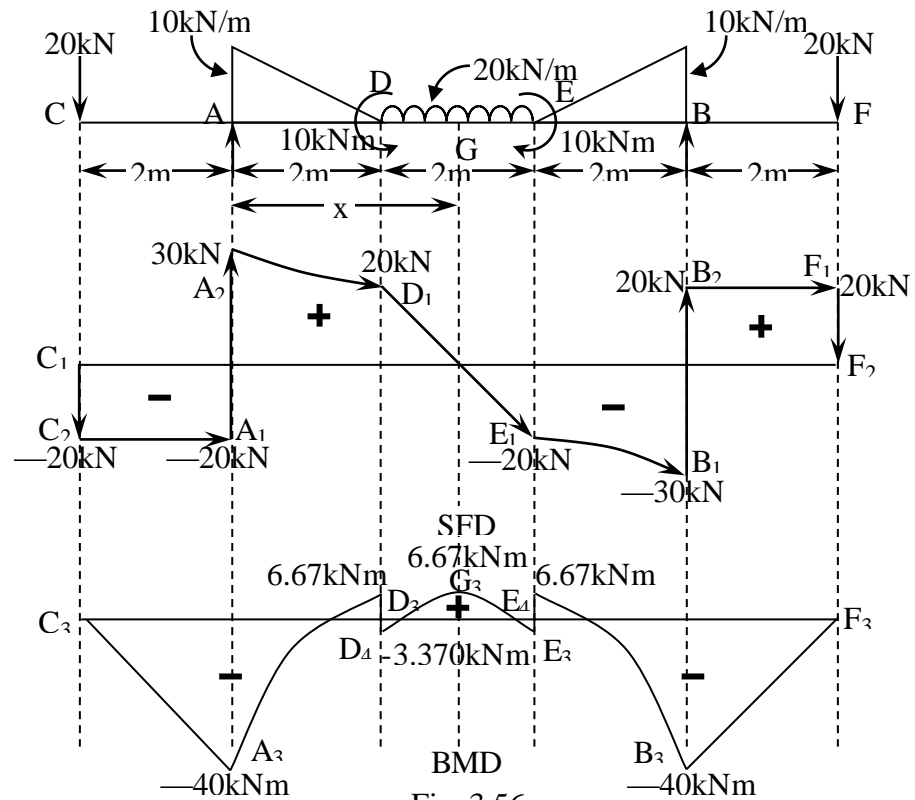 10kN/m 10kN/m
20kN 20kN
D 20kN/m E
C A B F
10kNm G 10kNm
2m 2m 2m 2m 2m
x
30kN 20kN
A2 D1
+
20kN B2 F1 20kN
+
C1 F2
− −
C2 A1 E1
—20kN —20kN —20kN B1
—30kN
SFD
6.67kNm
6.67kNm G3 6.67kNm
D3 + E4
C3 F3
D4 -3.370kNm E3
− −
A3 B3
—40kNm BMD —40kNm